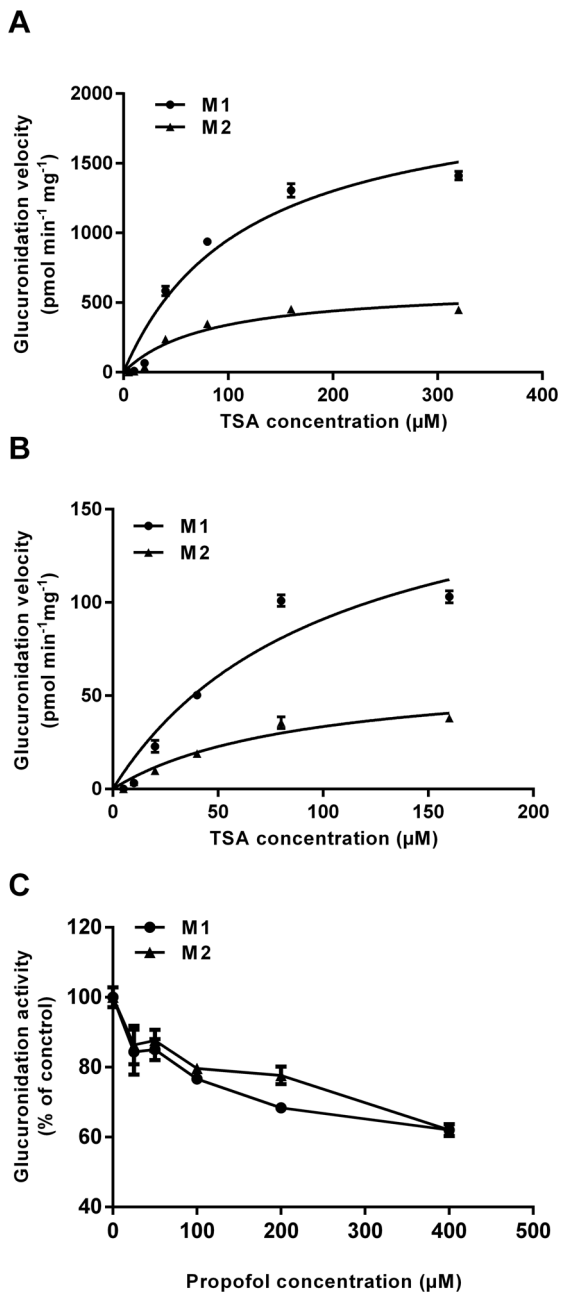 A
Glucuronidation velocity
(pmol min-1 mg-1)
2000
1500
1000
500
0
M1
M2
0 100 200 300 400
TSA concentration (µM)
B
Glucuronidation velocity
(pmol min-1mg-1)
150
100
50
0
M1
M2
0 50 100 150 200
TSA concentration (µM)
C
Glucuronidation activity
(% of conctrol)
120
100
80
60
40
M1
M2
0 100 200 300 400 500
Propofol concentration (µM)